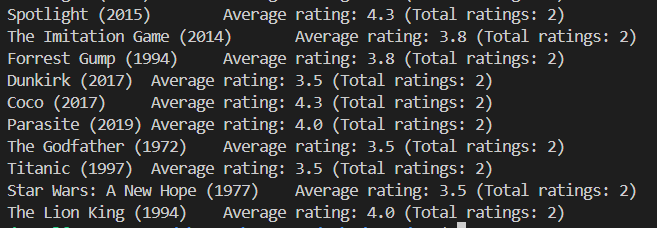 Spotlight (2015)	Average rating: 4.3 (Total ratings: 2)
The Imitation Game (2014)	Average rating: 3.8 (Total ratings: 2)
Forrest Gump (1994)	Average rating: 3.8 (Total ratings: 2)
Dunkirk (2017)	Average rating: 3.5 (Total ratings: 2)
Coco (2017)	Average rating: 4.3 (Total ratings: 2)
Parasite (2019)	Average rating: 4.0 (Total ratings: 2)
The Godfather (1972)	Average rating: 3.5 (Total ratings: 2)
Titanic (1997)	Average rating: 3.5 (Total ratings: 2)
Star Wars: A New Hope (1977)	Average rating: 3.5 (Total ratings: 2)
The Lion King (1994)	Average rating: 4.0 (Total ratings: 2)